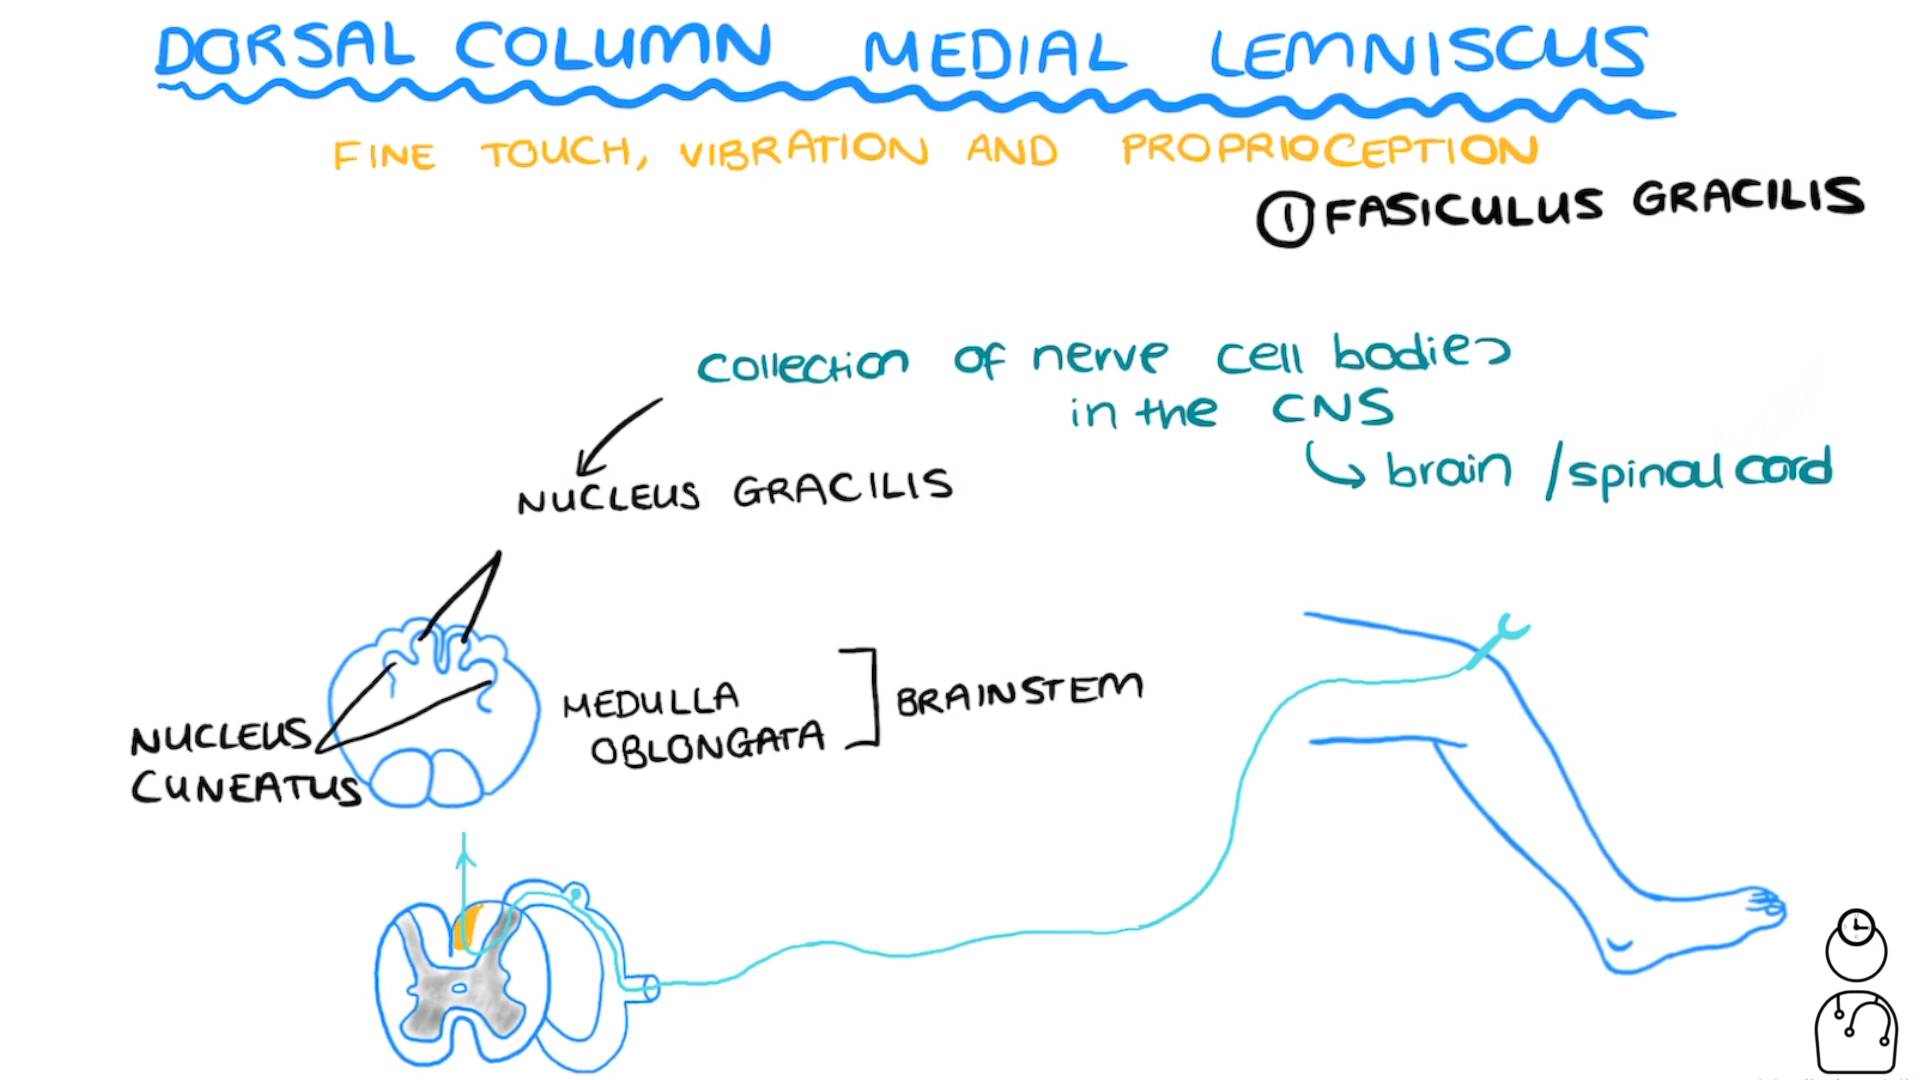 DORSAL COLUMN MEDIAL LEMNISCUS
FINE TOUCH, VIBRATION AND PROPRIOCEPTION
1 FASICULUS GRACILIS
collection of nerve cell bodies
in the CNS
brain / spinal cord
NUCLEUS GRACILIS
MEDULLA
OBLONGATA
BRAINSTEM
NUCLEUS
CUNEATUS